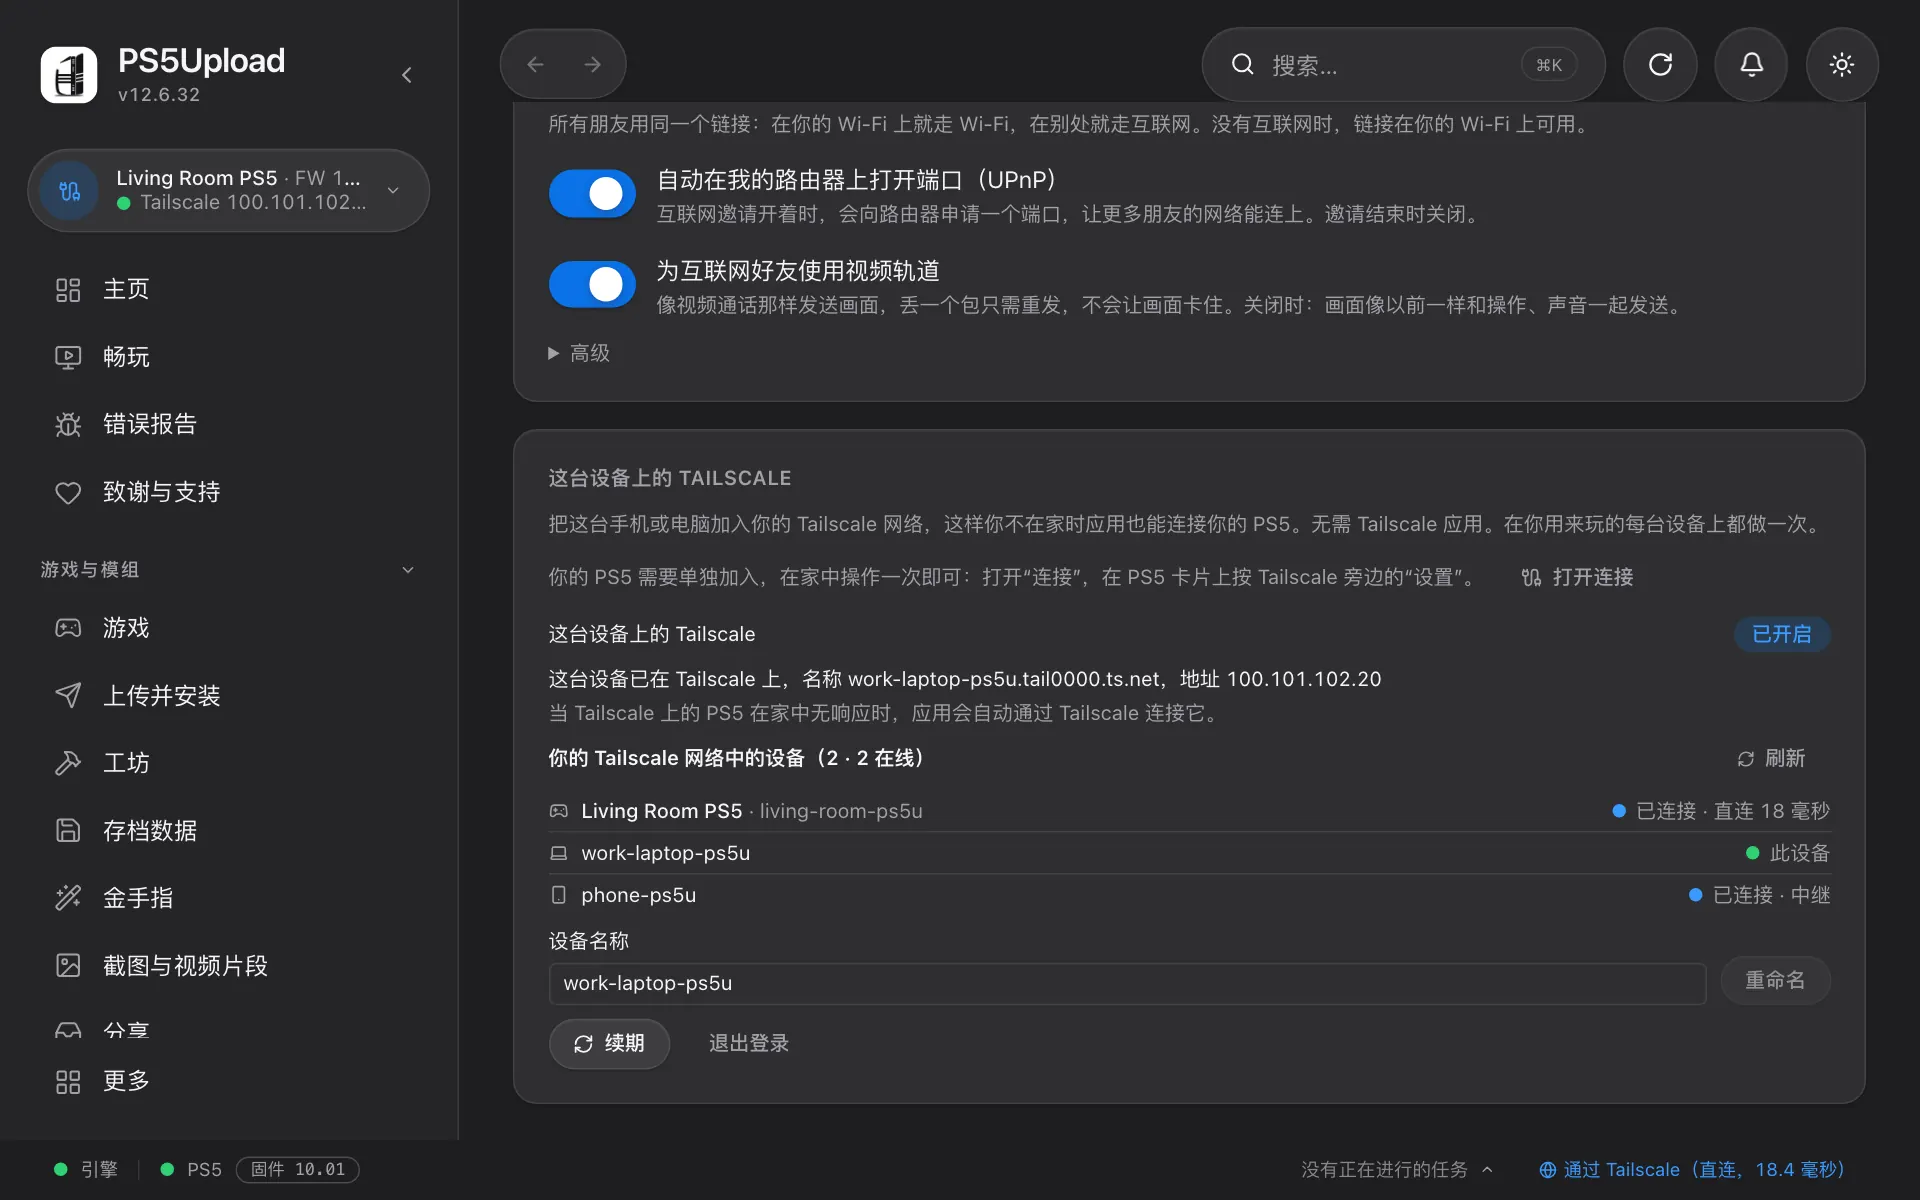 PS5Upload
v12.6.32
Living Room PS5 · FW 1...
Tailscale 100.101.102...
主页
畅玩
错误报告
致谢与支持
游戏与模组
游戏
上传并安装
工坊
存档数据
金手指
截图与视频片段
分享
更多
搜索...
⌘K
所有朋友用同一个链接：在你的 Wi-Fi 上就走 Wi-Fi，在别处就走互联网。没有互联网时，链接在你的 Wi-Fi 上可用。
自动在我的路由器上打开端口（UPnP）
互联网邀请开着时，会向路由器申请一个端口，让更多朋友的网络能连上。邀请结束时关闭。
为互联网好友使用视频轨道
像视频通话那样发送画面，丢一个包只需重发，不会让画面卡住。关闭时：画面像以前一样和操作、声音一起发送。
高级
这台设备上的 TAILSCALE
把这台手机或电脑加入你的 Tailscale 网络，这样你不在家时应用也能连接你的 PS5。无需 Tailscale 应用。在你用来玩的每台设备上都做一次。
你的 PS5 需要单独加入，在家中操作一次即可：打开“连接”，在 PS5 卡片上按 Tailscale 旁边的“设置”。
打开连接
这台设备上的 Tailscale
已开启
这台设备已在 Tailscale 上，名称 work-laptop-ps5u.tail0000.ts.net，地址 100.101.102.20
当 Tailscale 上的 PS5 在家中无响应时，应用会自动通过 Tailscale 连接它。
你的 Tailscale 网络中的设备（2 · 2 在线）
刷新
Living Room PS5 · living-room-ps5u
已连接 · 直连 18 毫秒
work-laptop-ps5u
此设备
phone-ps5u
已连接 · 中继
设备名称
work-laptop-ps5u
重命名
续期
退出登录
引擎
PS5
固件 10.01
没有正在进行的任务
通过 Tailscale（直连，18.4 毫秒）